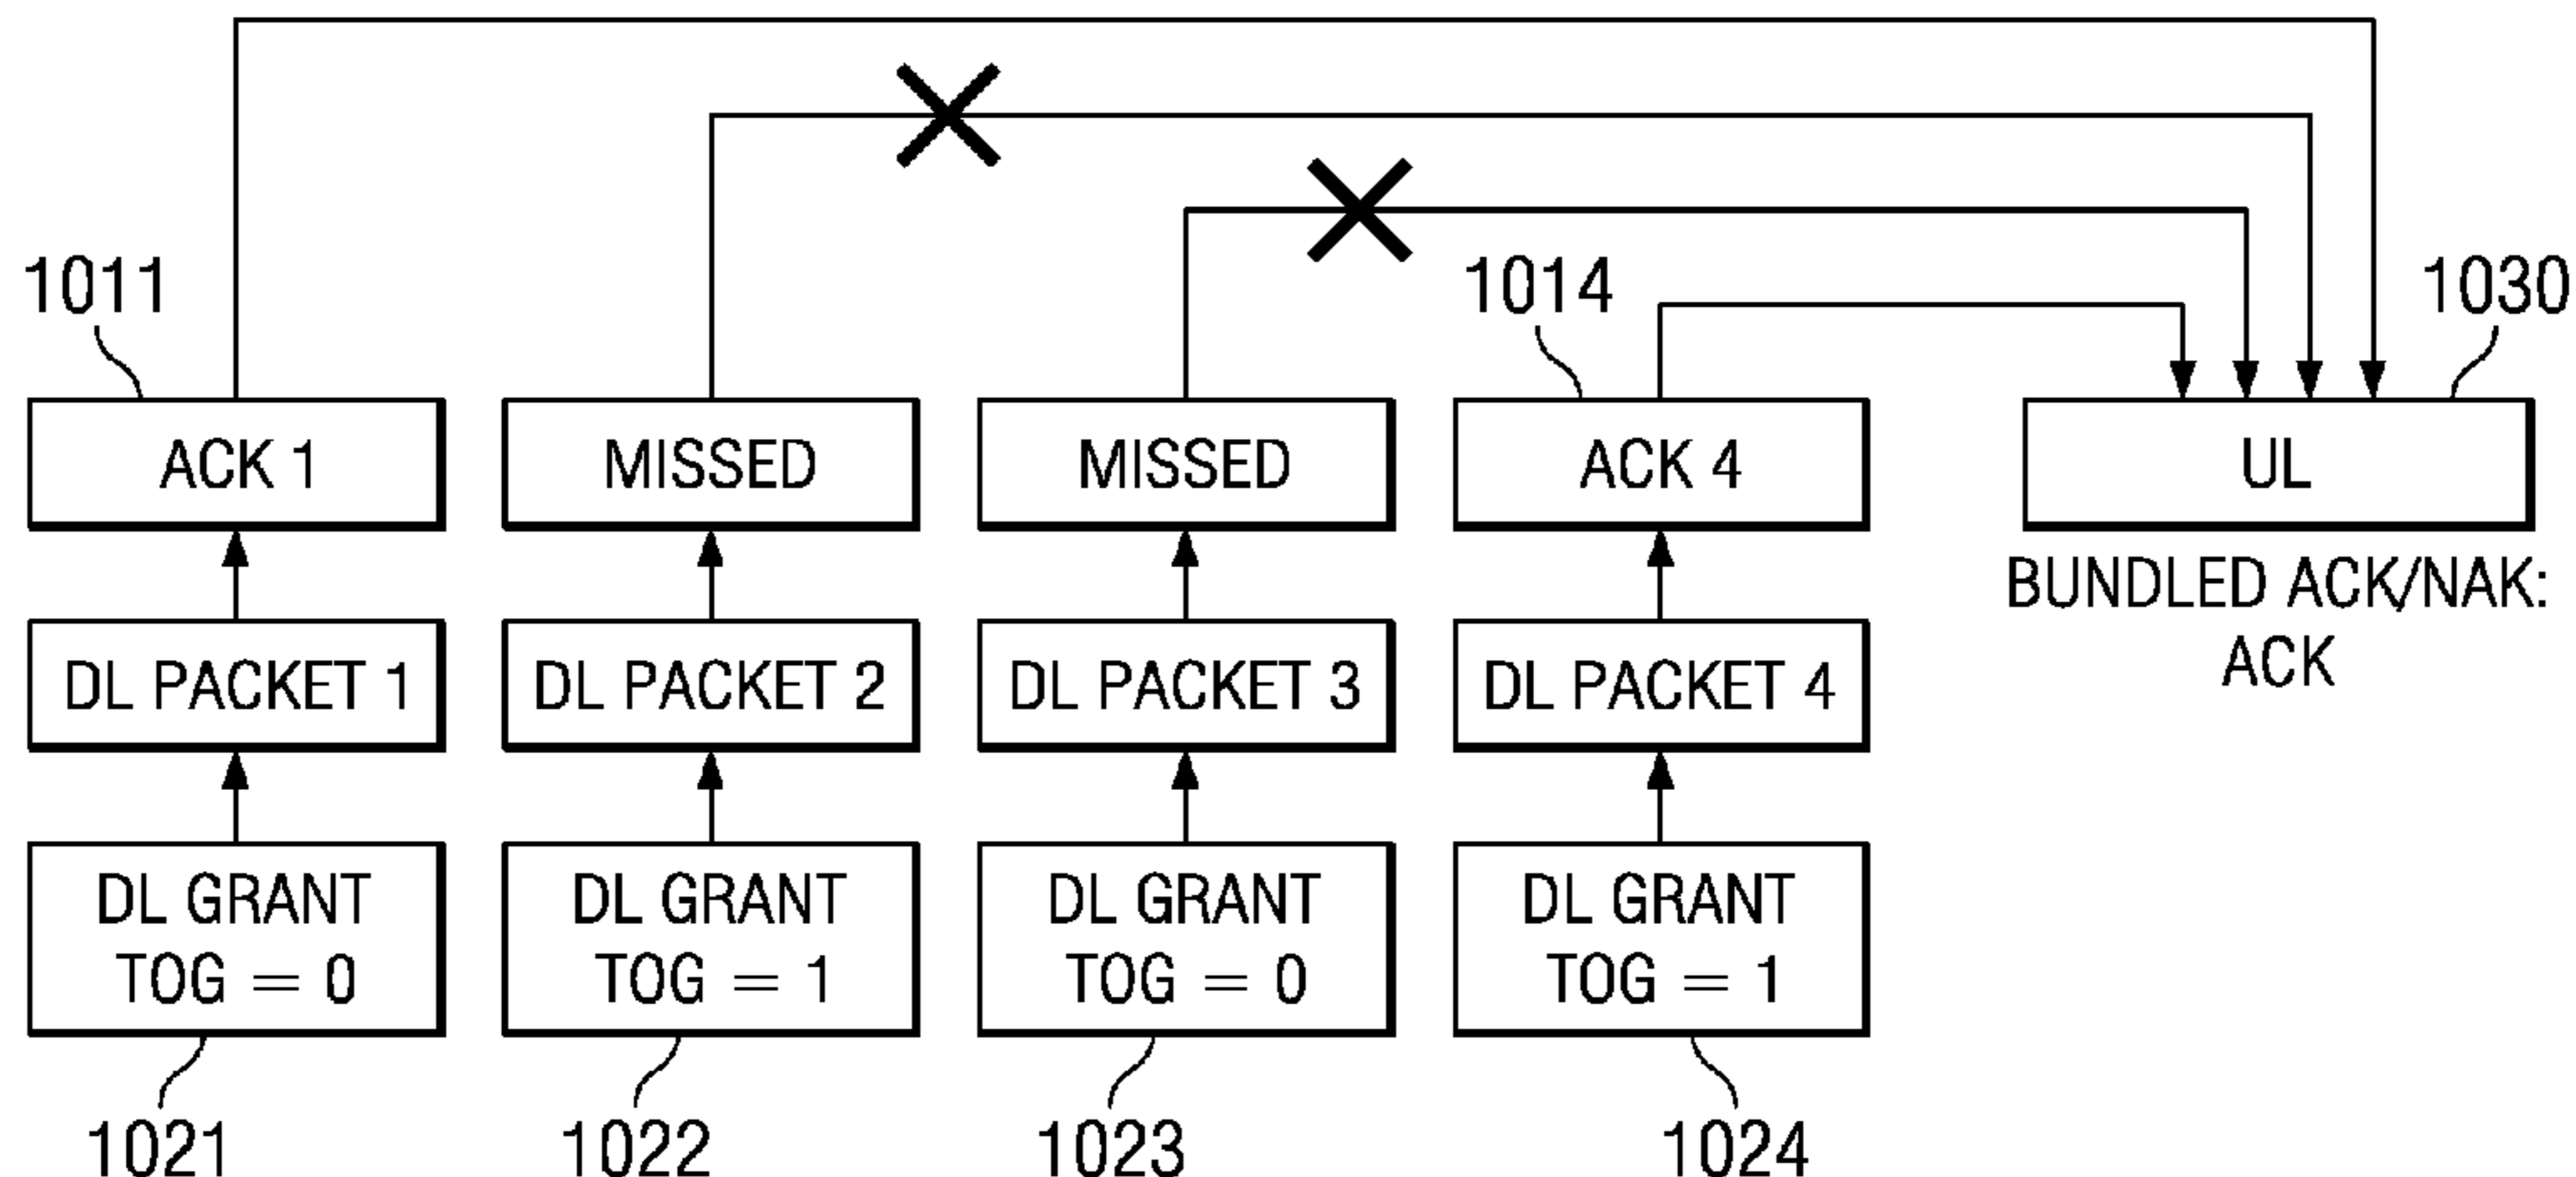 1011
1014
1030
ACK 1
MISSED
MISSED
ACK 4
UL
BUNDLED ACK/NAK:
ACK
DL PACKET 1
DL PACKET 2
DL PACKET 3
DL PACKET 4
DL GRANT
TOG = 0
DL GRANT
TOG = 1
DL GRANT
TOG = 0
DL GRANT
TOG = 1
1021
1022
1023
1024